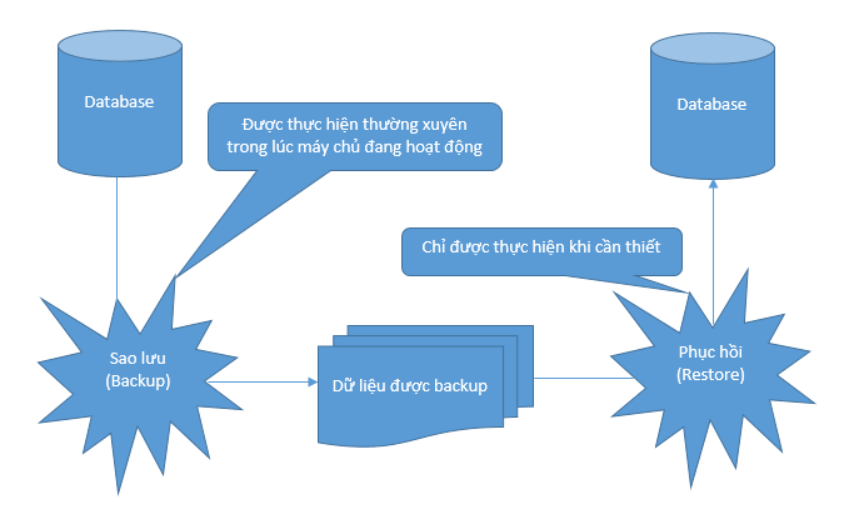 Database
Được thực hiện thường xuyên
trong lúc máy chủ đang hoạt động
Database
Chỉ được thực hiện khi cần thiết
Sao lưu
(Backup)
Dữ liệu được backup
Phục hồi
(Restore)